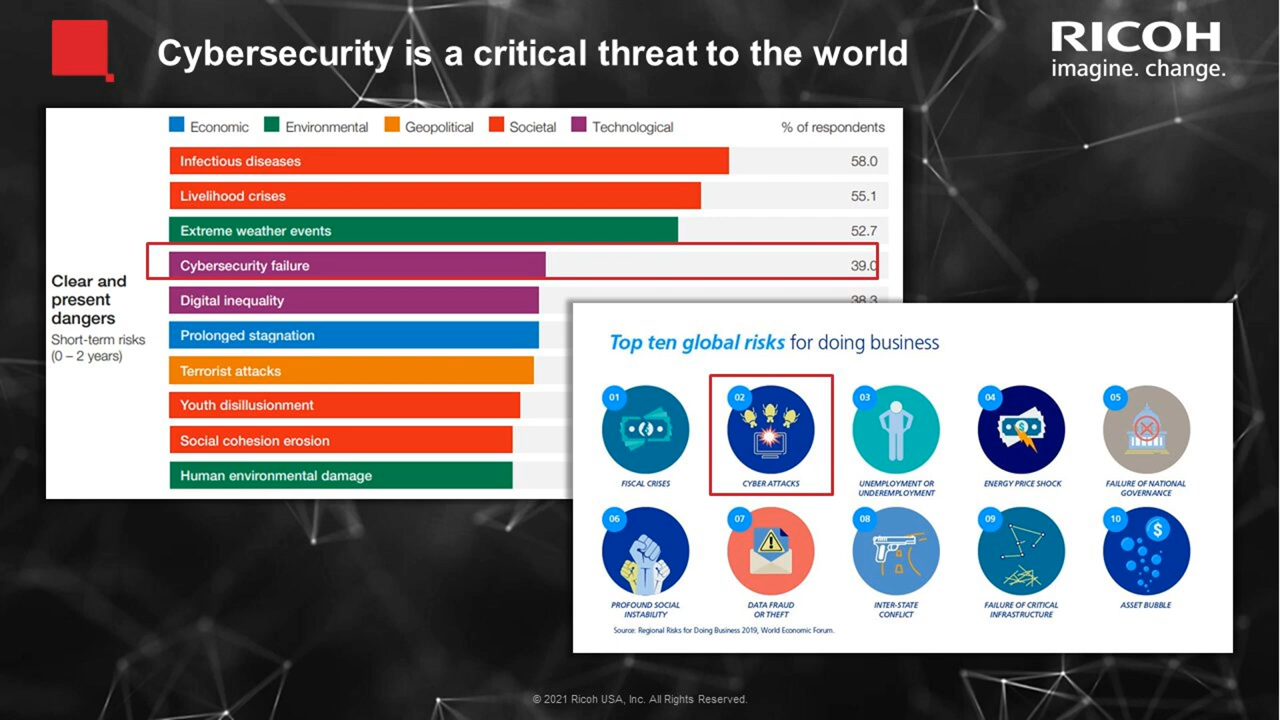 Cybersecurity is a critical threat to the world
RICOH
imagine. change.
Economic Environmental Geopolitical Societal Technological % of respondents
Infectious diseases 58.0
Livelihood crises 55.1
Extreme weather events 52.7
Cybersecurity failure 39.0
Digital inequality 38.3
Prolonged stagnation
Terrorist attacks
Youth disillusionment
Social cohesion erosion
Human environmental damage
Clear and
present
dangers
Short-term risks
(0 – 2 years)
Top ten global risks for doing business
01 02 03 04 05
FISCAL CRISES
CYBER ATTACKS
UNEMPLOYMENT OR
UNDEREMPLOYMENT
ENERGY PRICE SHOCK
FAILURE OF NATIONAL
GOVERNANCE
06 07 08 09 10
PROFOUND SOCIAL
INSTABILITY
DATA FRAUD
OR THEFT
INTER-STATE
CONFLICT
FAILURE OF CRITICAL
INFRASTRUCTURE
ASSET BUBBLE
Source: Regional Risks for Doing Business 2019, World Economic Forum.
© 2021 Ricoh USA, Inc. All Rights Reserved.